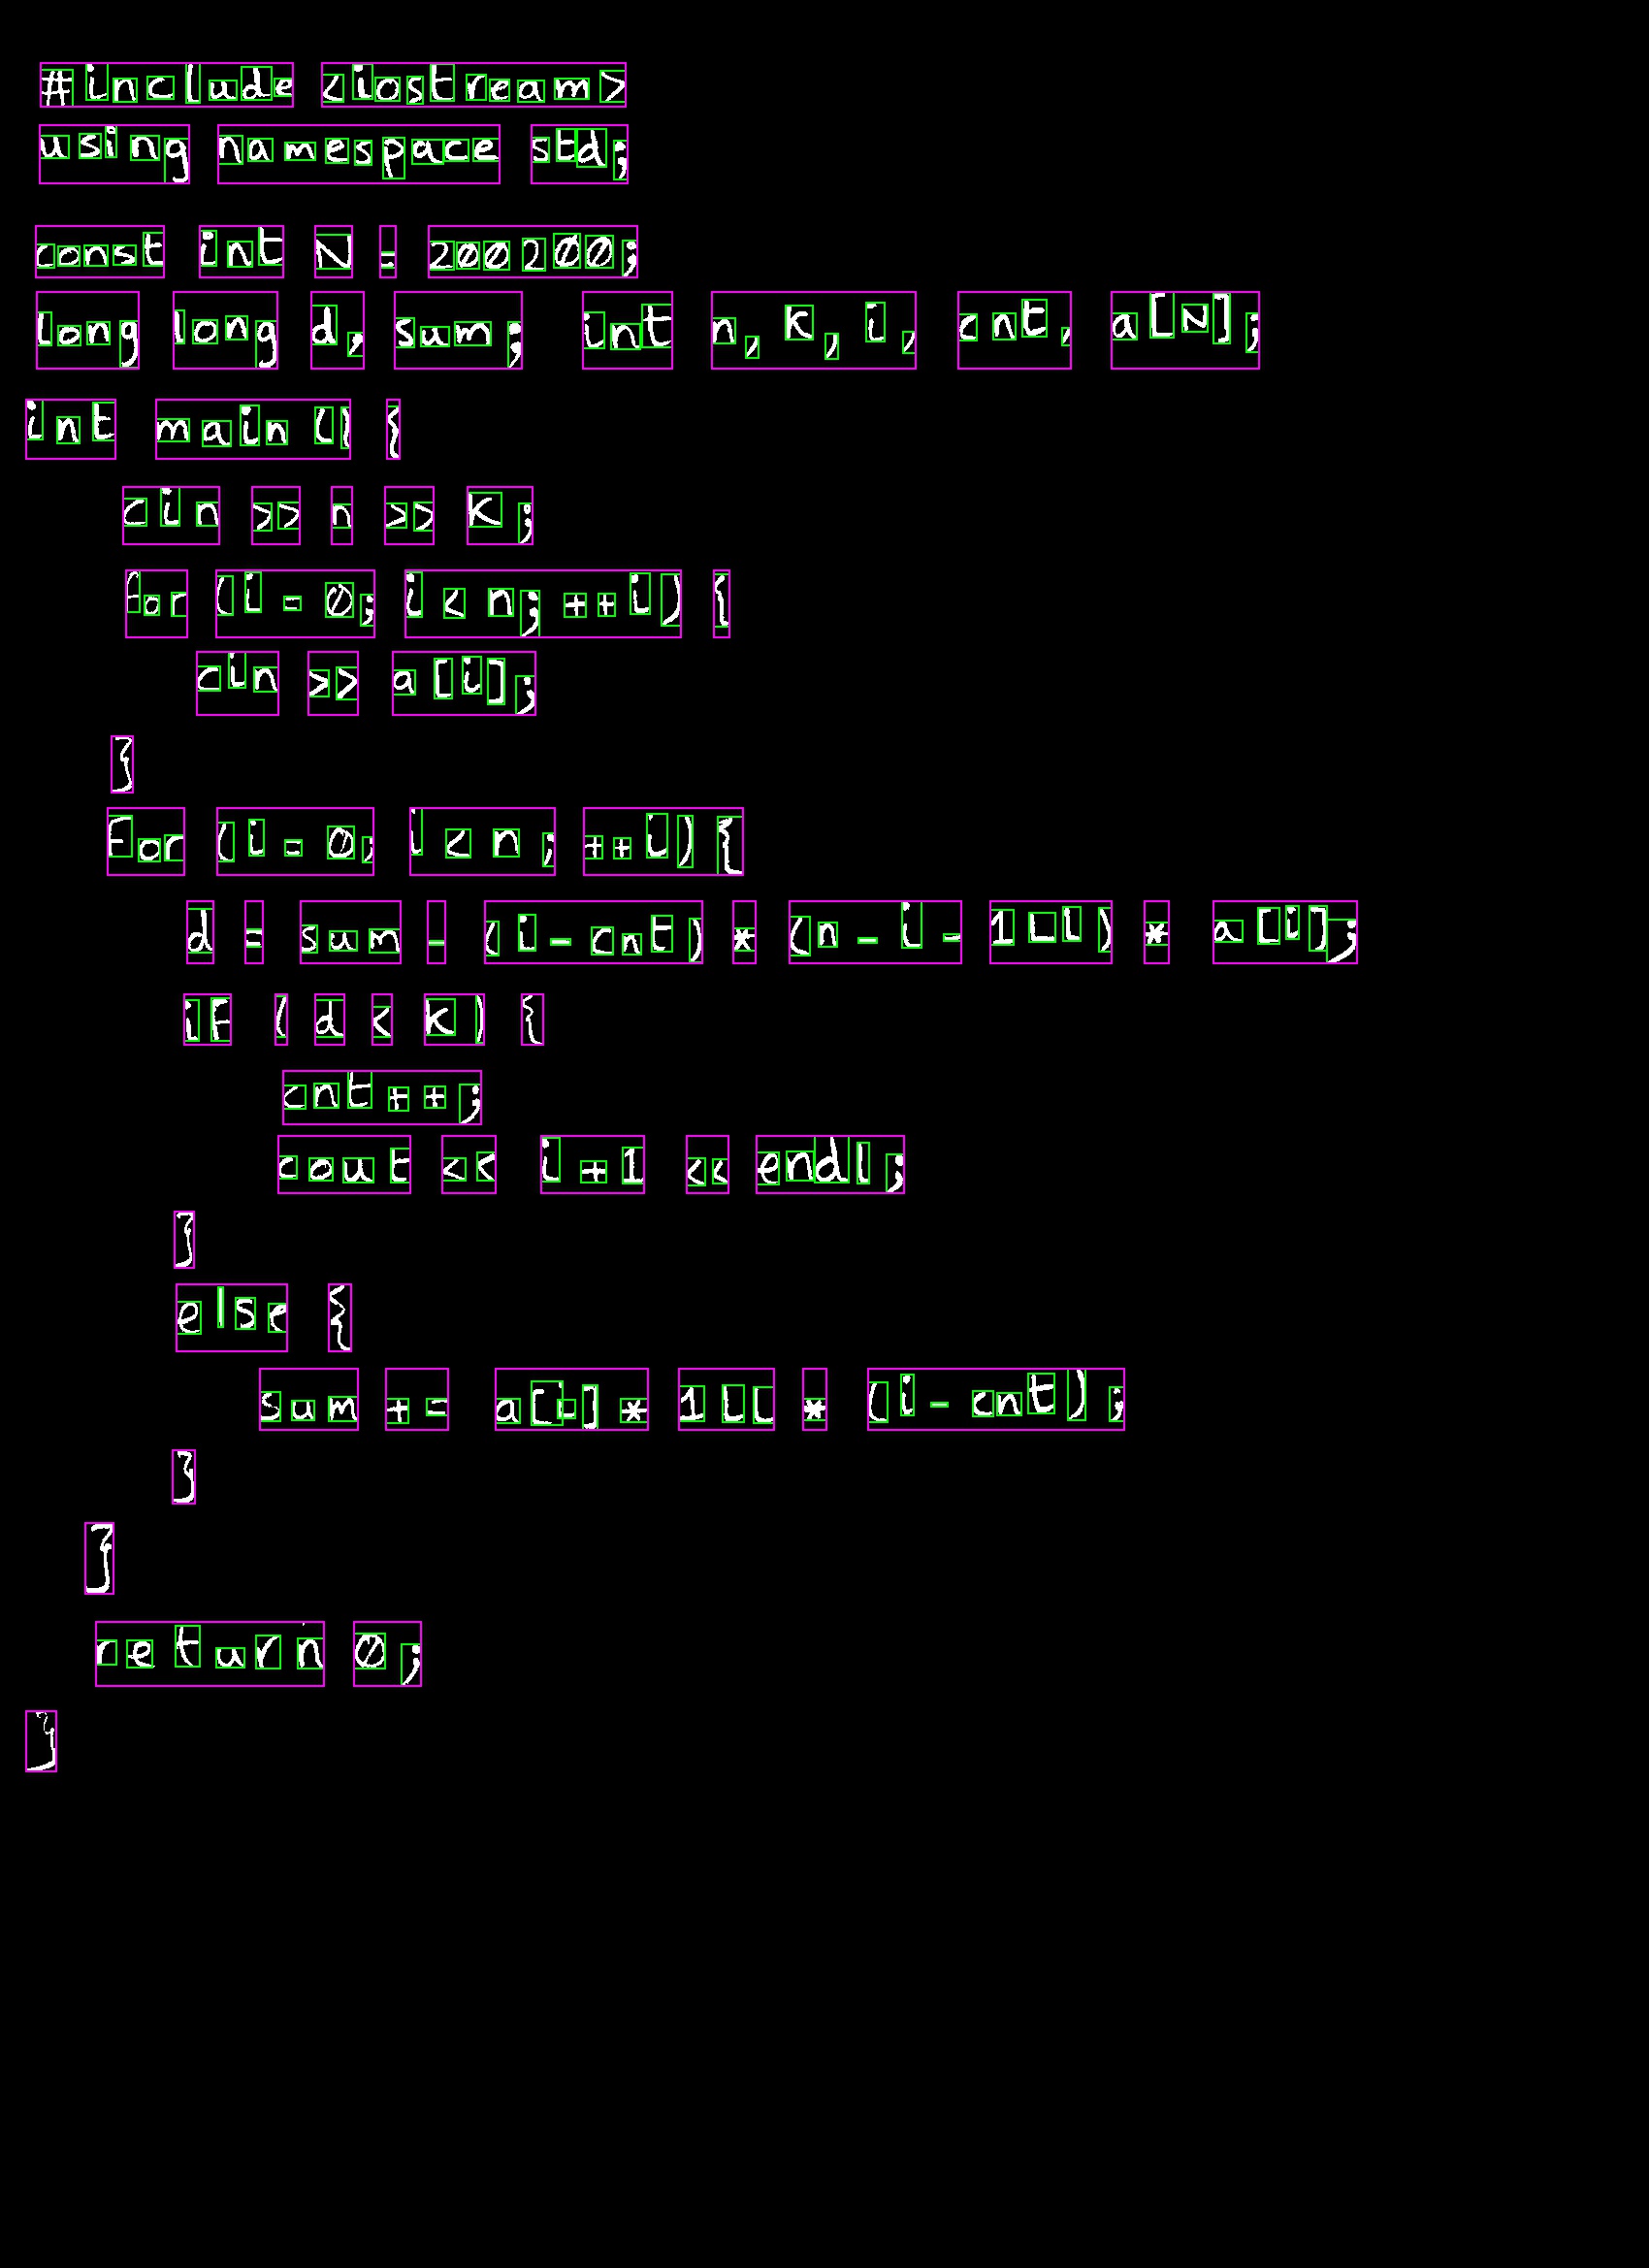 #include <iostream>
using namespace std;
const int N = 200200;
long long d, sum; int n, k, i, cnt, a[N];
int main() {
cin >> n >> k;
for (i = 0; i < n; ++i) {
cin >> a[i];
}
for (i = 0; i < n; ++i) {
d = sum - (i - cnt) * (n - i - 1LL) * a[i];
if (d < k) {
cnt++;
cout << i + 1 << endl;
}
else {
sum += a[i] * 1LL * (i - cnt);
}
}
return 0;
}